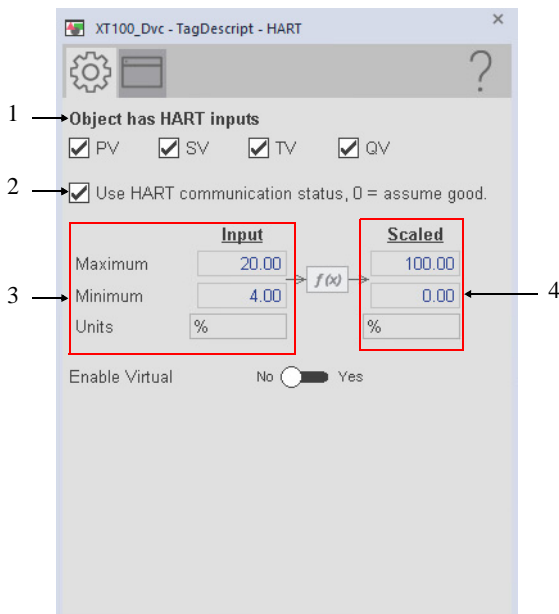 XT100_Dvc - TagDescript - HART ×
?
1 Object has HART inputs
PV SV TV QV
2 Use HART communication status, 0 = assume good.
Input Scaled
Maximum 20.00 100.00
f(x)
3 Minimum 4.00 0.00 4
Units % %
Enable Virtual No Yes